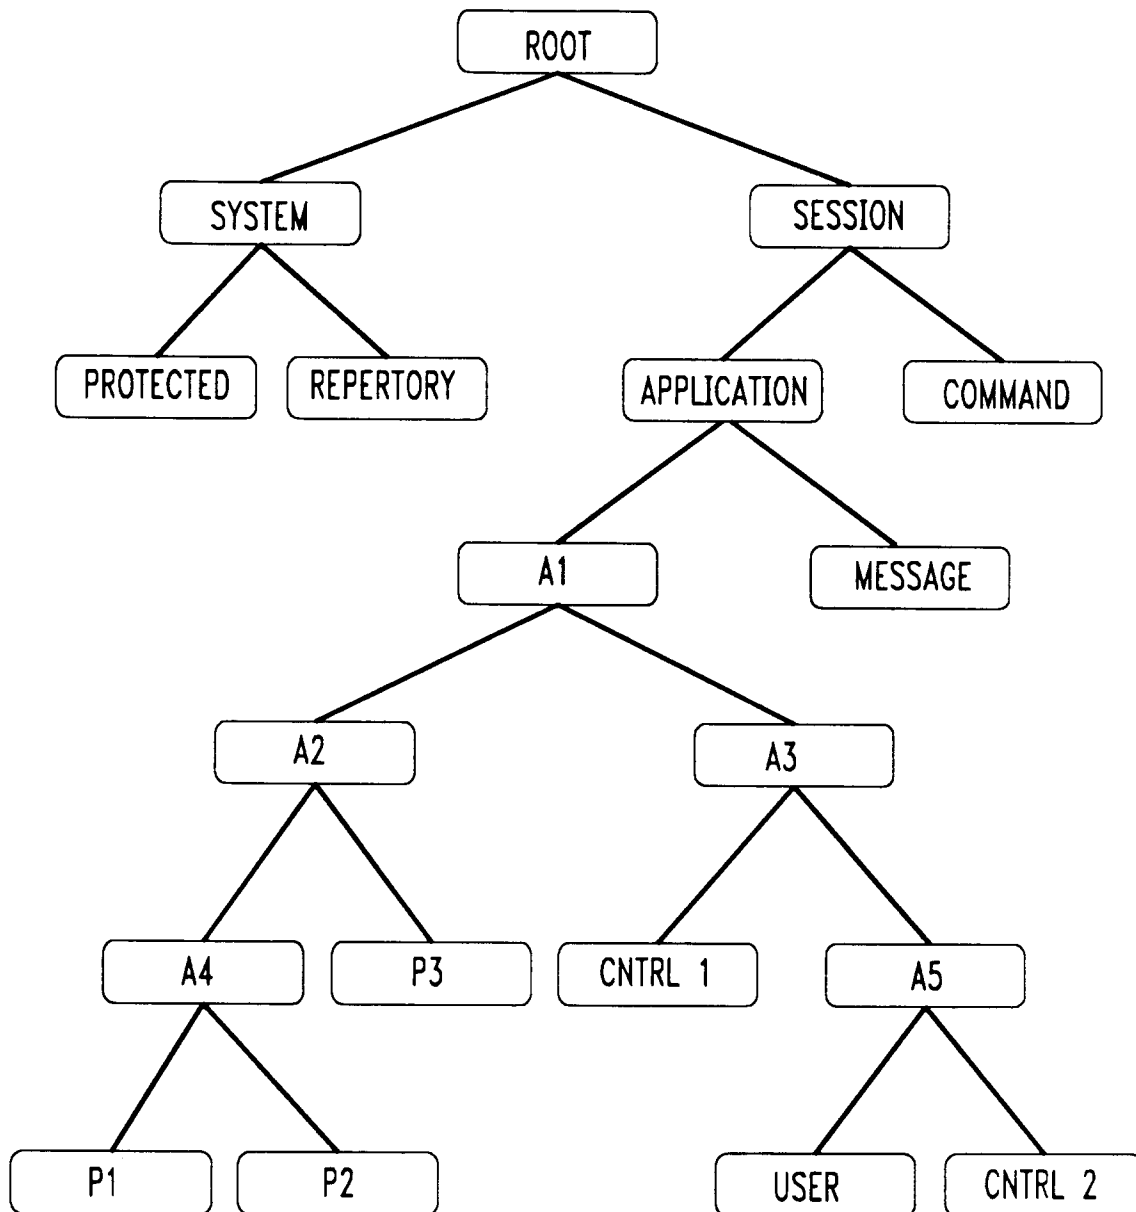 ROOT
SYSTEM
SESSION
PROTECTED
REPERTORY
APPLICATION
COMMAND
A1
MESSAGE
A2
A3
A4
P3
CNTRL 1
A5
P1
P2
USER
CNTRL 2